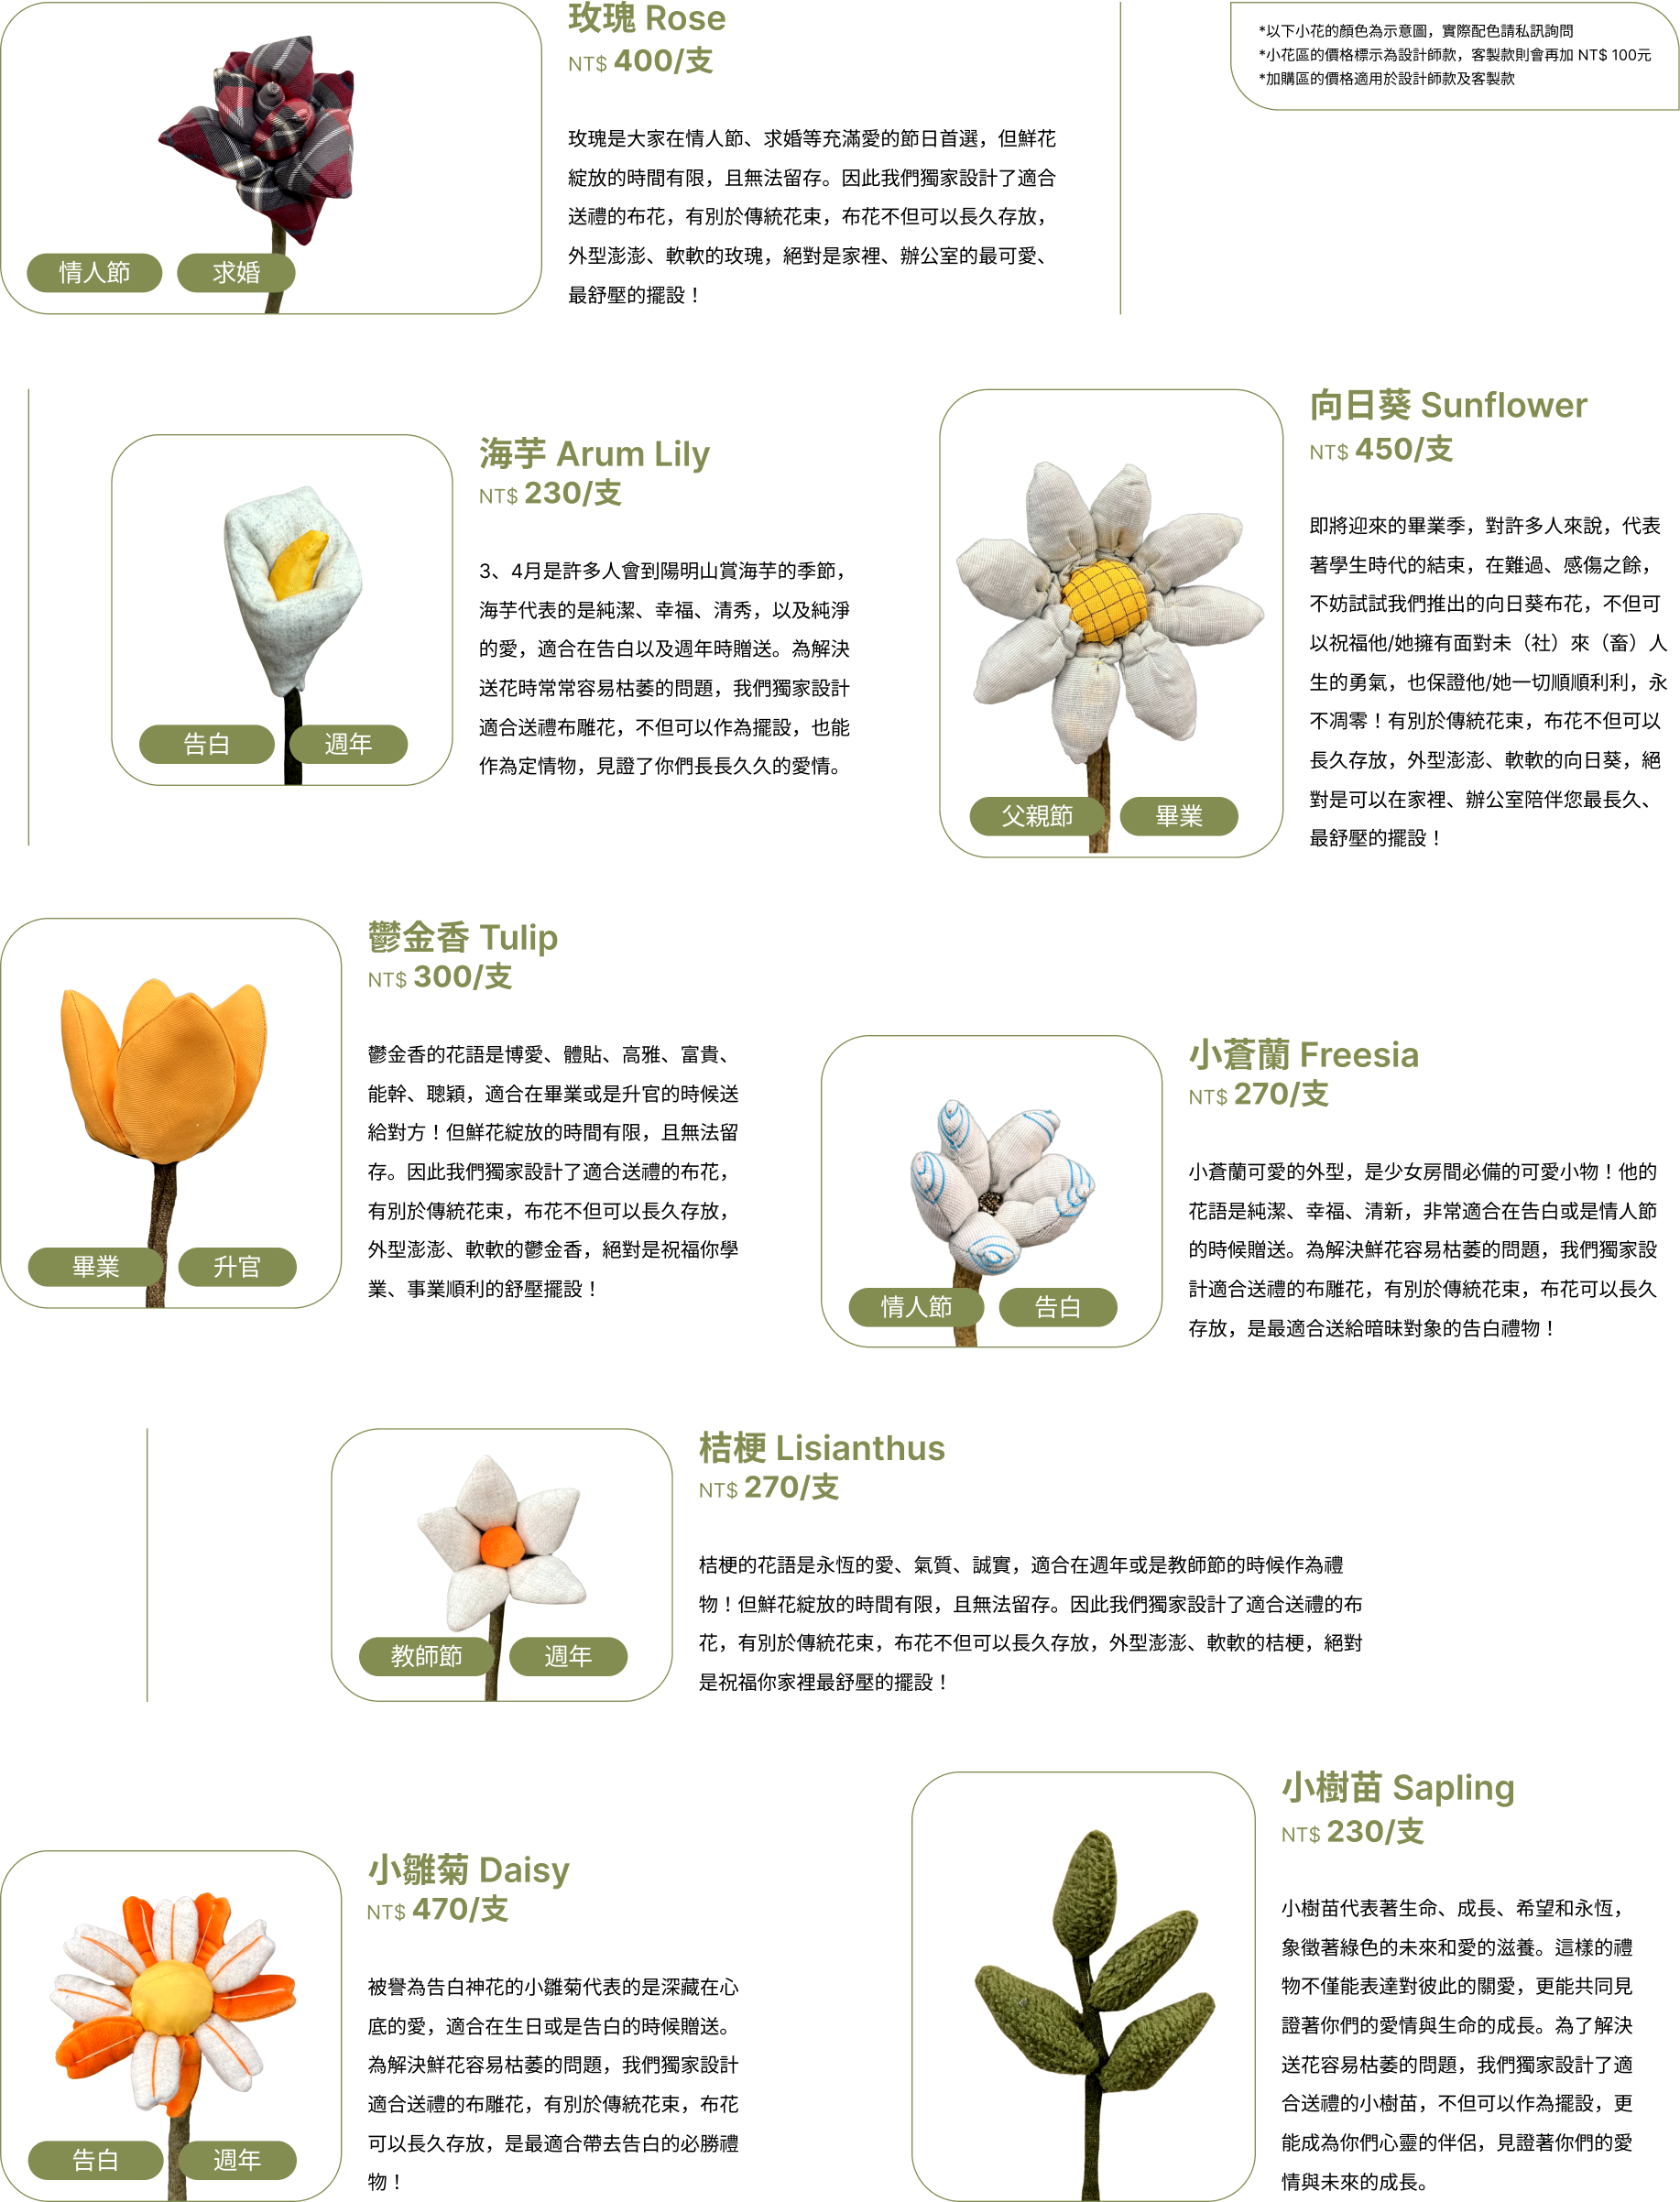 玫瑰 Rose
NT$ 400/支
玫瑰是大家在情人節、求婚等充滿愛的節日首選，但鮮花
綻放的時間有限，且無法留存。因此我們獨家設計了適合
送禮的布花，有別於傳統花束，布花不但可以長久存放，
外型澎澎、軟軟的玫瑰，絕對是家裡、辦公室的最可愛、
最舒壓的擺設！
情人節
求婚
*以下小花的顏色為示意圖，實際配色請私訊詢問
*小花區的價格標示為設計師款，客製款則會再加 NT$ 100元
*加購區的價格適用於設計師款及客製款
海芋 Arum Lily
NT$ 230/支
3、4月是許多人會到陽明山賞海芋的季節，
海芋代表的是純潔、幸福、清秀，以及純淨
的愛，適合在告白以及週年時贈送。為解決
送花時常常容易枯萎的問題，我們獨家設計
適合送禮布雕花，不但可以作為擺設，也能
作為定情物，見證了你們長長久久的愛情。
告白
週年
向日葵 Sunflower
NT$ 450/支
即將迎來的畢業季，對許多人來說，代表
著學生時代的結束，在難過、感傷之餘，
不妨試試我們推出的向日葵布花，不但可
以祝福他/她擁有面對未（社）來（畜）人
生的勇氣，也保證他/她一切順順利利，永
不凋零！有別於傳統花束，布花不但可以
長久存放，外型澎澎、軟軟的向日葵，絕
對是可以在家裡、辦公室陪伴您最長久、
最舒壓的擺設！
父親節
畢業
鬱金香 Tulip
NT$ 300/支
鬱金香的花語是博愛、體貼、高雅、富貴、
能幹、聰穎，適合在畢業或是升官的時候送
給對方！但鮮花綻放的時間有限，且無法留
存。因此我們獨家設計了適合送禮的布花，
有別於傳統花束，布花不但可以長久存放，
外型澎澎、軟軟的鬱金香，絕對是祝福你學
業、事業順利的舒壓擺設！
畢業
升官
小蒼蘭 Freesia
NT$ 270/支
小蒼蘭可愛的外型，是少女房間必備的可愛小物！他的
花語是純潔、幸福、清新，非常適合在告白或是情人節
的時候贈送。為解決鮮花容易枯萎的問題，我們獨家設
計適合送禮的布雕花，有別於傳統花束，布花可以長久
存放，是最適合送給暗昧對象的告白禮物！
情人節
告白
桔梗 Lisianthus
NT$ 270/支
桔梗的花語是永恆的愛、氣質、誠實，適合在週年或是教師節的時候作為禮
物！但鮮花綻放的時間有限，且無法留存。因此我們獨家設計了適合送禮的布
花，有別於傳統花束，布花不但可以長久存放，外型澎澎、軟軟的桔梗，絕對
是祝福你家裡最舒壓的擺設！
教師節
週年
小雛菊 Daisy
NT$ 470/支
被譽為告白神花的小雛菊代表的是深藏在心
底的愛，適合在生日或是告白的時候贈送。
為解決鮮花容易枯萎的問題，我們獨家設計
適合送禮的布雕花，有別於傳統花束，布花
可以長久存放，是最適合帶去告白的必勝禮
物！
告白
週年
小樹苗 Sapling
NT$ 230/支
小樹苗代表著生命、成長、希望和永恆，
象徵著綠色的未來和愛的滋養。這樣的禮
物不僅能表達對彼此的關愛，更能共同見
證著你們的愛情與生命的成長。為了解決
送花容易枯萎的問題，我們獨家設計了適
合送禮的小樹苗，不但可以作為擺設，更
能成為你們心靈的伴侶，見證著你們的愛
情與未來的成長。